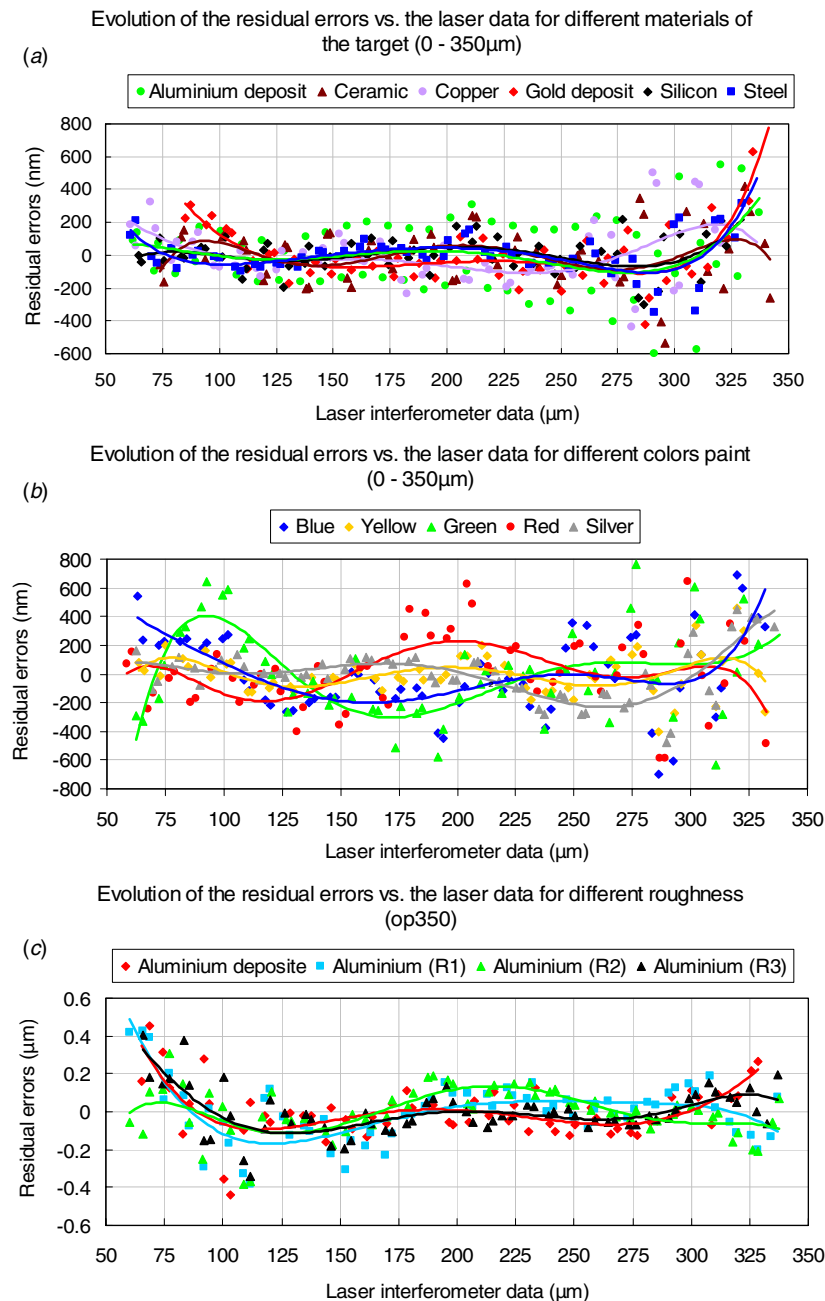 Evolution of the residual errors vs. the laser data for different materials of
the target (0 - 350µm)
(a)
Aluminium deposit Ceramic Copper Gold deposit Silicon Steel
800
600
400
200
0
-200
-400
-600
Residual errors (nm)
50 75 100 125 150 175 200 225 250 275 300 325 350
Laser interferometer data (µm)
Evolution of the residual errors vs. the laser data for different colors paint
(0 - 350µm)
(b)
Blue Yellow Green Red Silver
800
600
400
200
0
-200
-400
-600
-800
Residual errors (nm)
50 75 100 125 150 175 200 225 250 275 300 325 350
Laser interferometer data (µm)
Evolution of the residual errors vs. the laser data for different roughness
(op350)
(c)
Aluminium deposite Aluminium (R1) Aluminium (R2) Aluminium (R3)
0.6
0.4
0.2
0
-0.2
-0.4
-0.6
Residual errors (µm)
50 75 100 125 150 175 200 225 250 275 300 325 350
Laser interferometer data (µm)